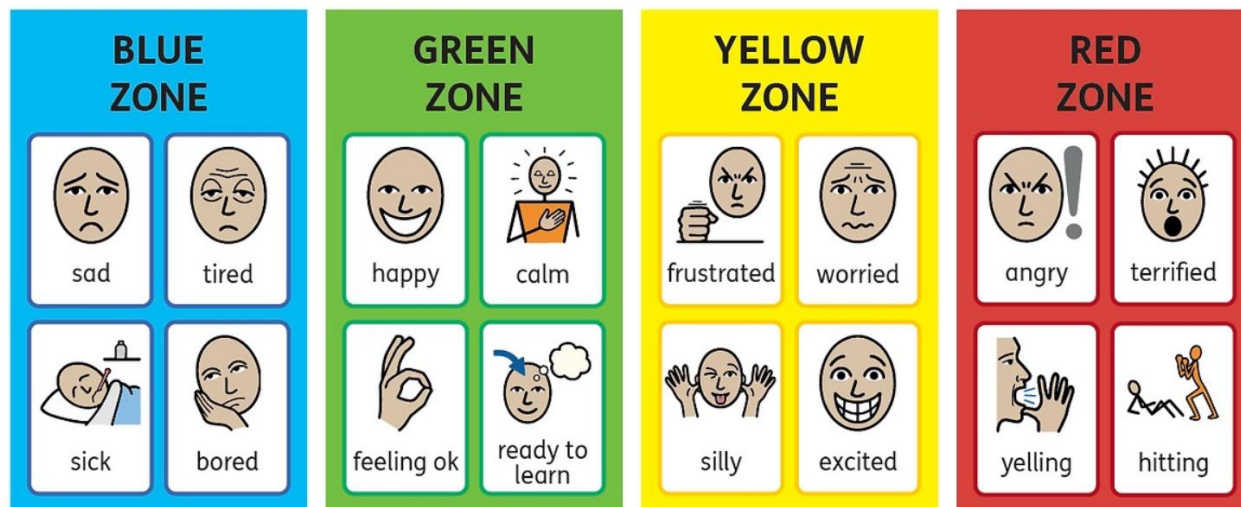 BLUE
ZONE
sad
tired
sick
bored
GREEN
ZONE
happy
calm
feeling ok
ready to
learn
YELLOW
ZONE
frustrated
worried
silly
excited
RED
ZONE
angry
terrified
yelling
hitting